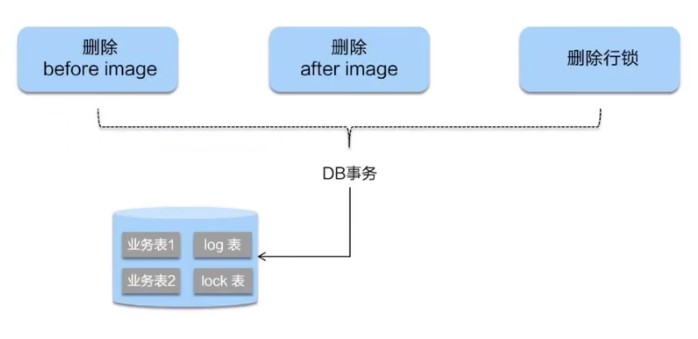 删除
before image
删除
after image
删除行锁
DB事务
业务表1
log 表
业务表2
lock 表